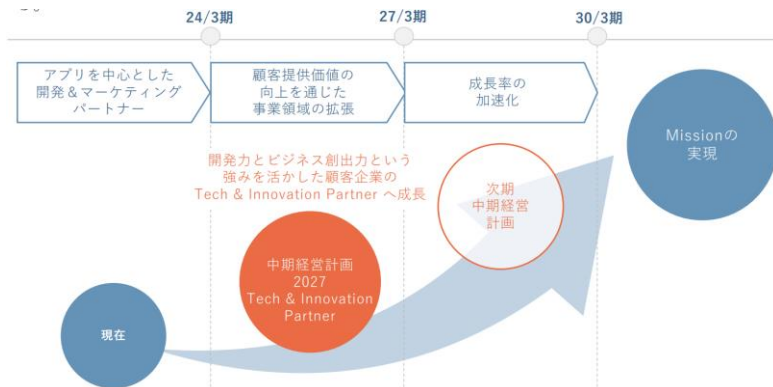 24/3期
27/3期
30/3期
アプリを中心とした
開発&マーケティング
パートナー
顧客提供価値の
向上を通じた
事業領域の拡張
成長率の
加速化
Missionの
実現
開発力とビジネス創出力という
強みを活かした顧客企業の
Tech & Innovation Partner へ成長
次期
中期経営
計画
中期経営計画
2027
Tech & Innovation
Partner
現在